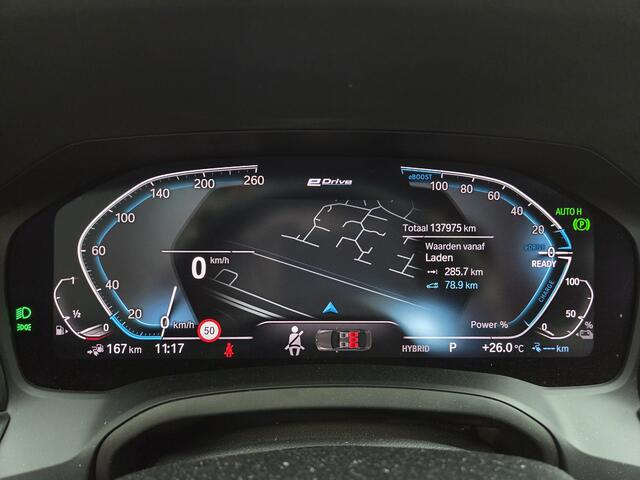 140 200 260
100
60
20
0 km/h
0 km/h
50
1
½
0
167 km 11:17
eDrive
Totaal 137975 km
Waarden vanaf
Laden
285.7 km
78.9 km
Power %
eBOOST
100 80 60 40 20
eDRIVE
0
READY
CHARGE
AUTO H
(P)
100
50
0 %
HYBRID P +26.0 °C --- km